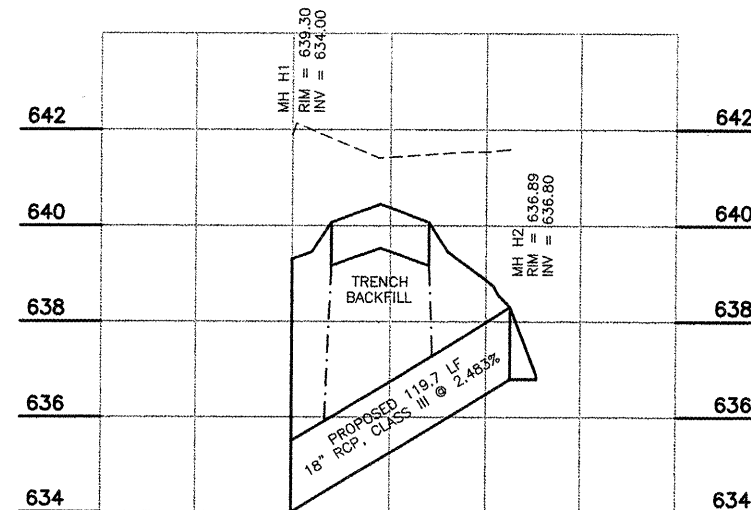 MH H1
RIM = 639.30
INV = 634.00
642
642
MH H2
RIM = 636.89
INV = 636.80
640
640
TRENCH
BACKFILL
638
638
PROPOSED 119.7 LF
18" RCP, CLASS III @ 2.483%
636
636
634
634